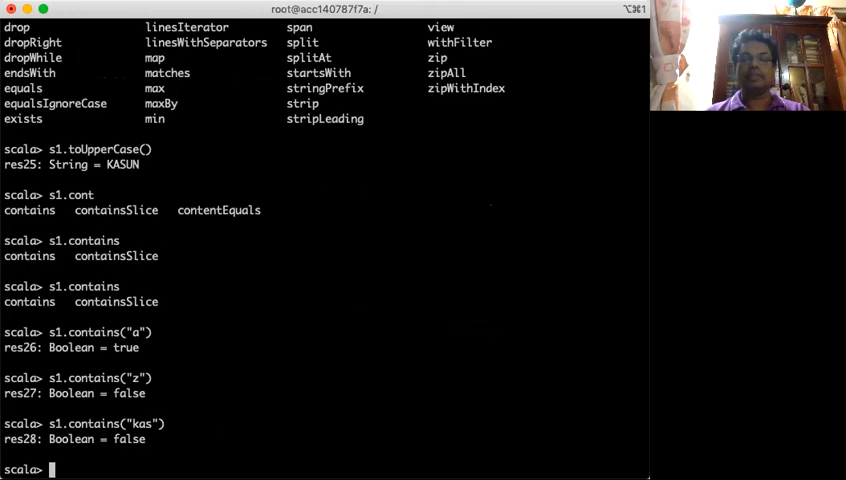 root@acc140787f7a: /
⌥⌘1
drop linesIterator span view
dropRight linesWithSeparators split withFilter
dropWhile map splitAt zip
endsWith matches startsWith zipAll
equals max stringPrefix zipWithIndex
equalsIgnoreCase maxBy strip
exists min stripLeading
scala> s1.toUpperCase()
res25: String = KASUN
scala> s1.cont
contains containsSlice contentEquals
scala> s1.contains
contains containsSlice
scala> s1.contains
contains containsSlice
scala> s1.contains("a")
res26: Boolean = true
scala> s1.contains("z")
res27: Boolean = false
scala> s1.contains("kas")
res28: Boolean = false
scala>